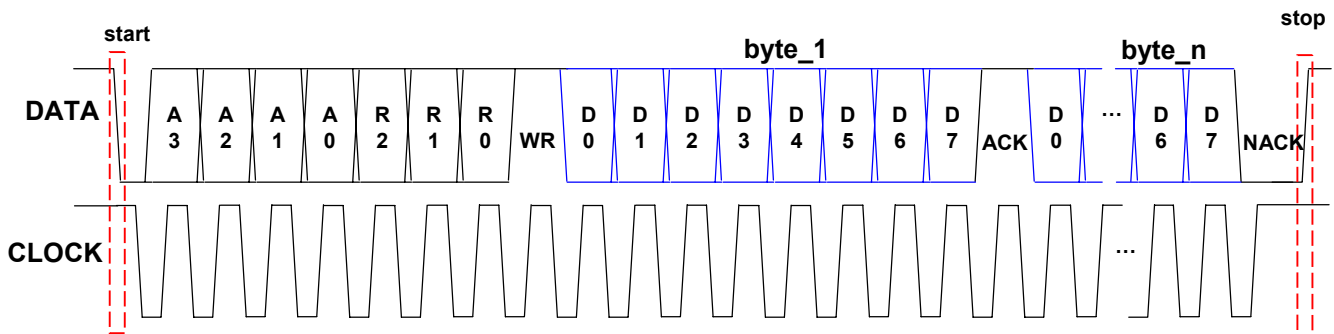 start
stop
byte_1
byte_n
DATA
A A A A R R R D D D D D D D D D ... D D
3 2 1 0 2 1 0 WR 0 1 2 3 4 5 6 7 ACK 0 6 7 NACK
CLOCK
...